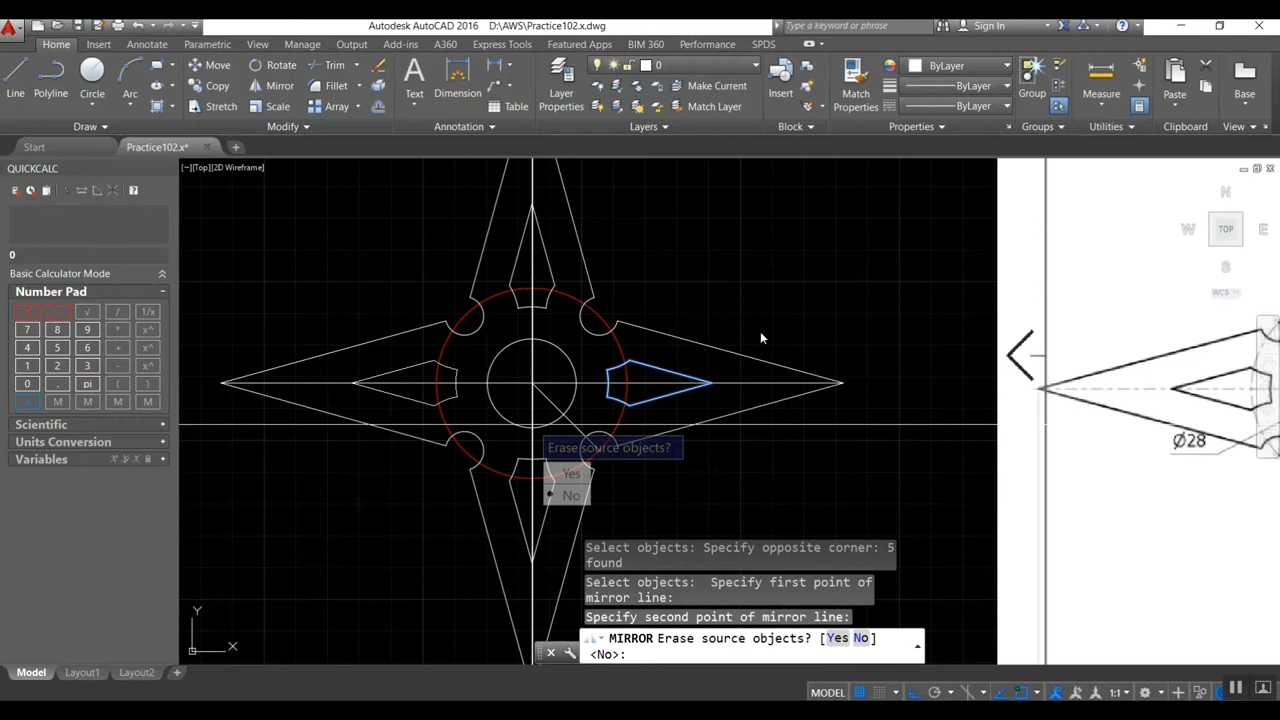 Autodesk AutoCAD 2016 D:\AWS\Practice102.x.dwg
Type a keyword or phrase
Sign In
Home Insert Annotate Parametric View Manage Output Add-ins A360 Express Tools Featured Apps BIM 360 Performance SPDS
Move Rotate Trim
Copy Mirror Fillet
Stretch Scale Array
Line Polyline Circle Arc
Text Dimension
Table
Layer Properties
0
Make Current
Match Layer
Insert
Match Properties
ByLayer
ByLayer
ByLayer
Group
Measure
Paste
Base
Draw Modify Annotation Layers Block Properties Groups Utilities Clipboard View
Start Practice102.x*
QUICKCALC
[−][Top][2D Wireframe]
0
Basic Calculator Mode
Number Pad
7 8 9 * x^
4 5 6 + x^
1 2 3 - x^
0 . pi ( )
= M M M M
√ / 1/x
Scientific
Units Conversion
Variables
N
W TOP E
S
WCS
Ø28
Erase source objects?
Yes
No
Select objects: Specify opposite corner: 5
found
Select objects: Specify first point of
mirror line:
Specify second point of mirror line:
MIRROR Erase source objects? [Yes No]
<No>:
Y
X
Model Layout1 Layout2
MODEL 1:1